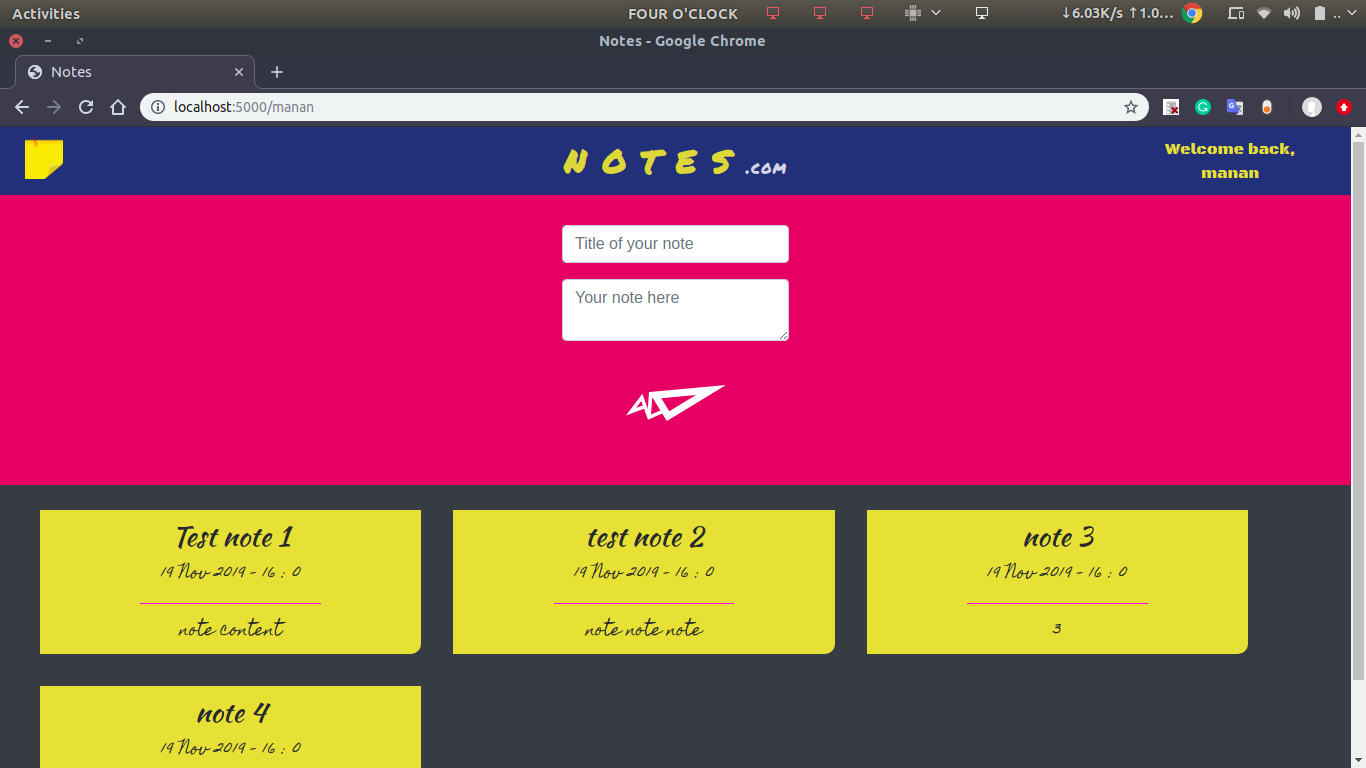 Activities
FOUR O'CLOCK
↓6.03K/s ↑1.0...
..
Notes - Google Chrome
Notes
localhost:5000/manan
NOTES .com
Welcome back,
manan
Title of your note
Your note here
Test note 1
19 Nov 2019 - 16 : 0
note content
test note 2
19 Nov 2019 - 16 : 0
note note note
note 3
19 Nov 2019 - 16 : 0
3
note 4
19 Nov 2019 - 16 : 0